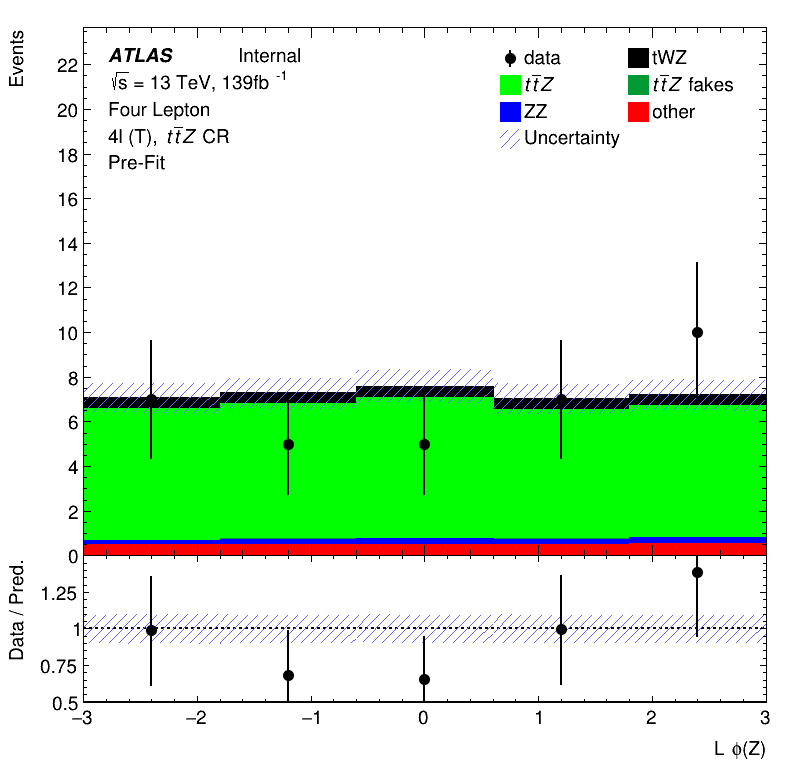 Events
ATLAS Internal
√s = 13 TeV, 139fb⁻¹
Four Lepton
4l (T), tt̅Z CR
Pre-Fit
data
tWZ
tt̅Z
tt̅Z fakes
ZZ
other
Uncertainty
22
20
18
16
14
12
10
8
6
4
2
0
Data / Pred.
1.25
1
0.75
0.5
−3 −2 −1 0 1 2 3
L ϕ(Z)